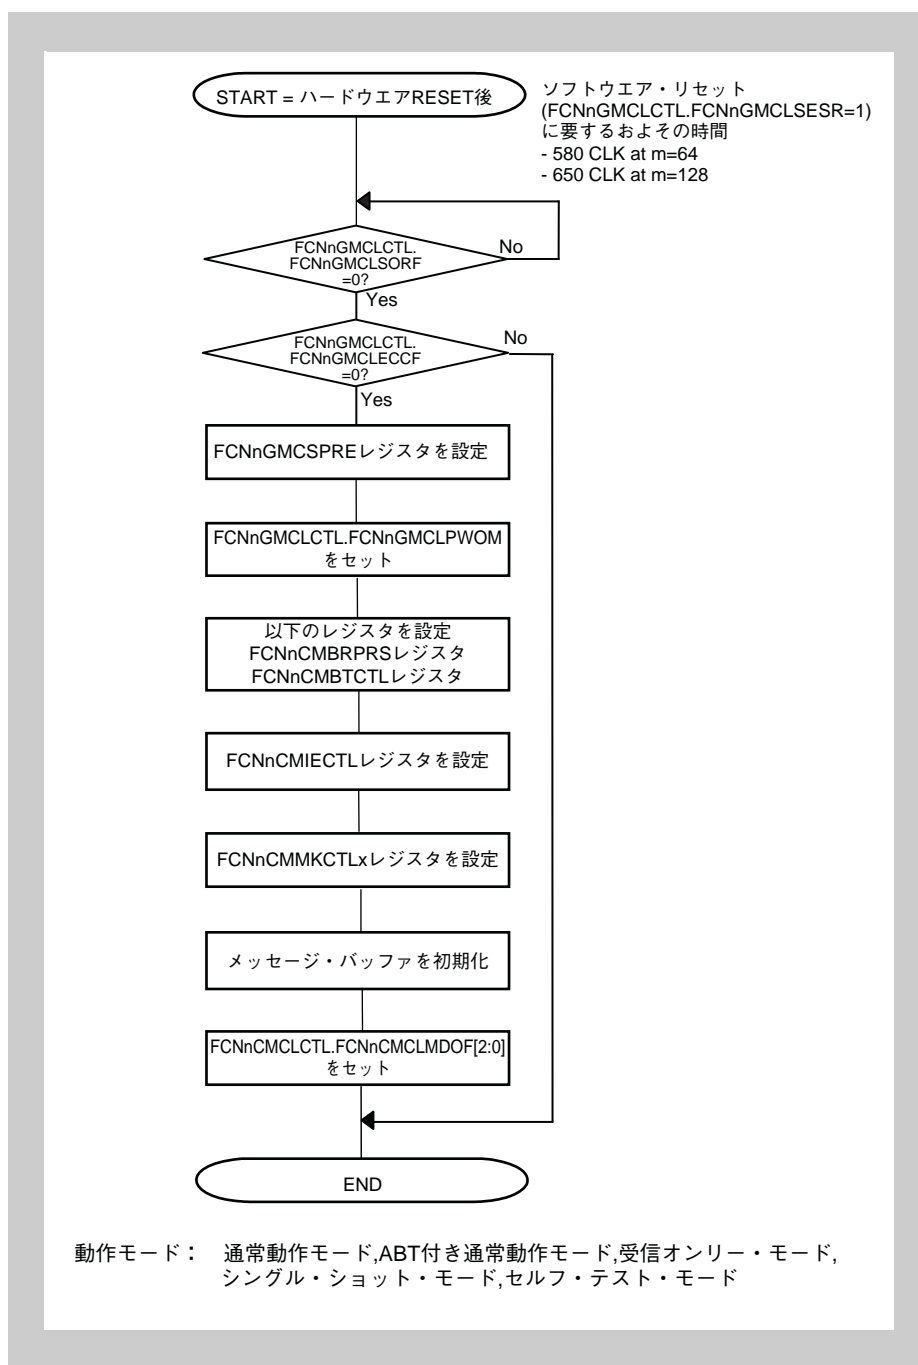 START = ハードウエアRESET後
ソフトウエア・リセット
(FCNnGMCLCTL.FCNnGMCLSESR=1)
に要するおよその時間
- 580 CLK at m=64
- 650 CLK at m=128
FCNnGMCLCTL.
FCNnGMCLSORF
=0?
No
Yes
FCNnGMCLCTL.
FCNnGMCLECCF
=0?
No
Yes
FCNnGMCSPREレジスタを設定
FCNnGMCLCTL.FCNnGMCLPWOM
をセット
以下のレジスタを設定
FCNnCMBRPRSレジスタ
FCNnCMBTCTLレジスタ
FCNnCMIECTLレジスタを設定
FCNnCMMKCTLxレジスタを設定
メッセージ・バッファを初期化
FCNnCMCLCTL.FCNnCMCLMDOF[2:0]
をセット
END
動作モード： 通常動作モード,ABT付き通常動作モード,受信オンリー・モード,
シングル・ショット・モード,セルフ・テスト・モード